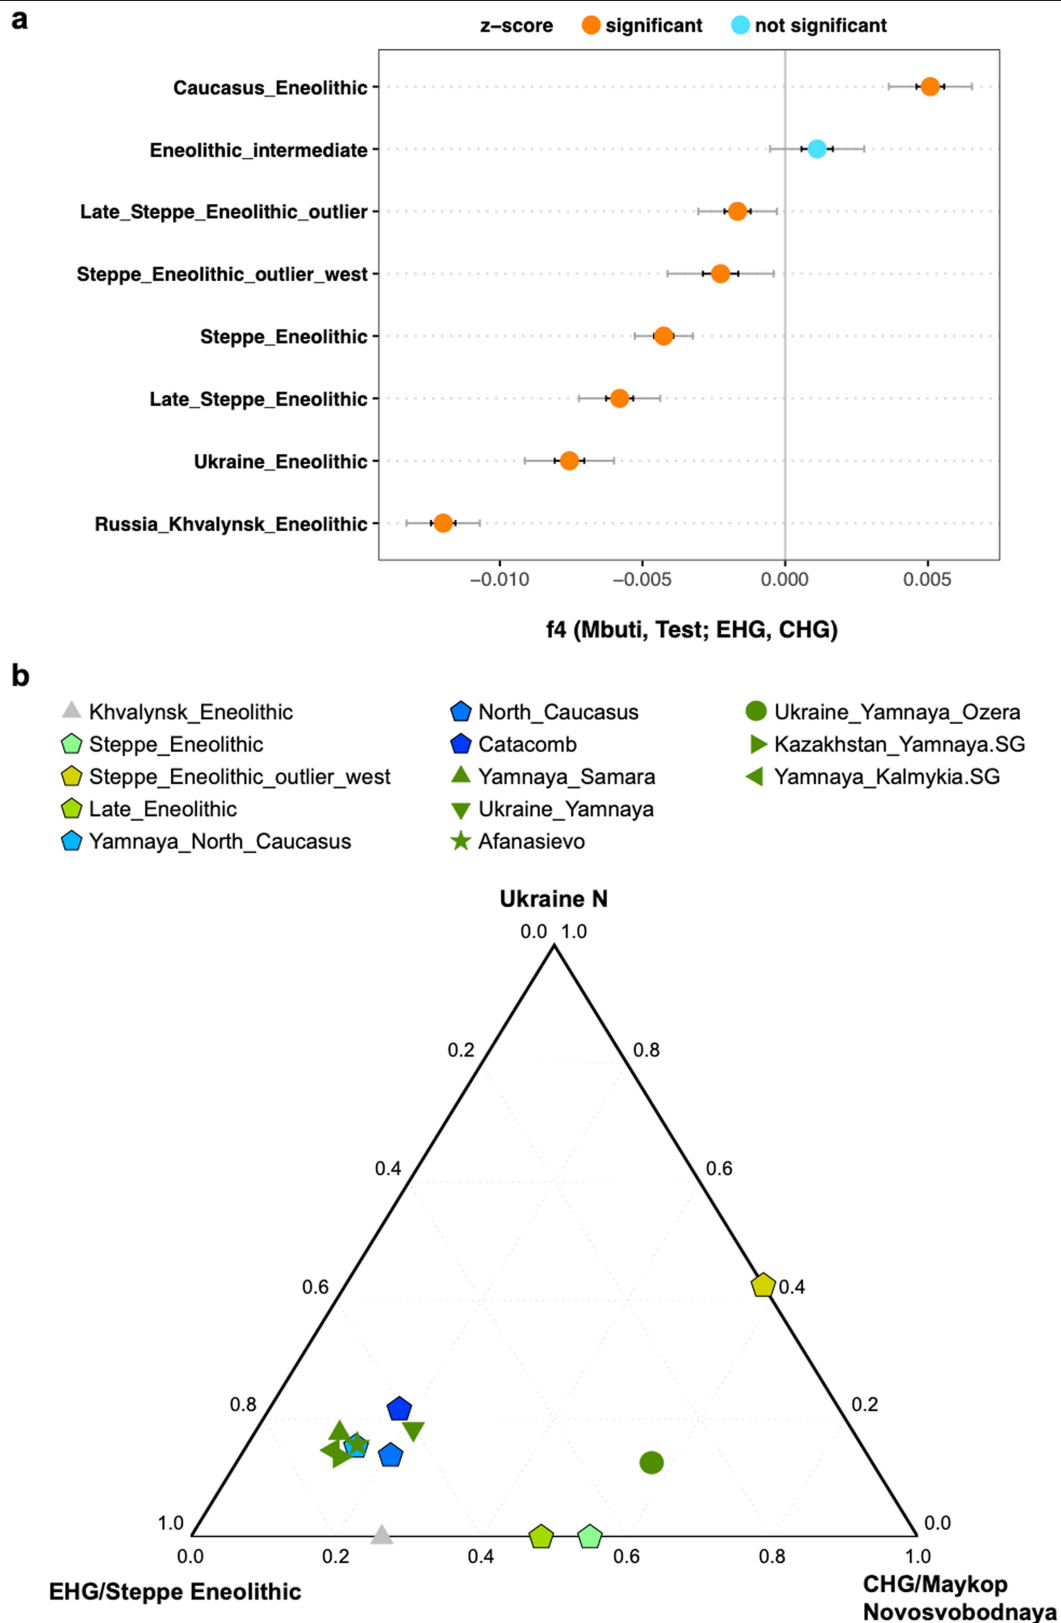 a
z−score significant not significant
Caucasus_Eneolithic
Eneolithic_intermediate
Late_Steppe_Eneolithic_outlier
Steppe_Eneolithic_outlier_west
Steppe_Eneolithic
Late_Steppe_Eneolithic
Ukraine_Eneolithic
Russia_Khvalynsk_Eneolithic
−0.010 −0.005 0.000 0.005
f4 (Mbuti, Test; EHG, CHG)
b
Khvalynsk_Eneolithic North_Caucasus Ukraine_Yamnaya_Ozera
Steppe_Eneolithic Catacomb Kazakhstan_Yamnaya.SG
Steppe_Eneolithic_outlier_west Yamnaya_Samara Yamnaya_Kalmykia.SG
Late_Eneolithic Ukraine_Yamnaya
Yamnaya_North_Caucasus Afanasievo
Ukraine N
0.0 1.0
0.2 0.8
0.4 0.6
0.6 0.4
0.8 0.2
1.0 0.0
0.0 0.2 0.4 0.6 0.8 1.0
EHG/Steppe Eneolithic CHG/Maykop
Novosvobodnaya